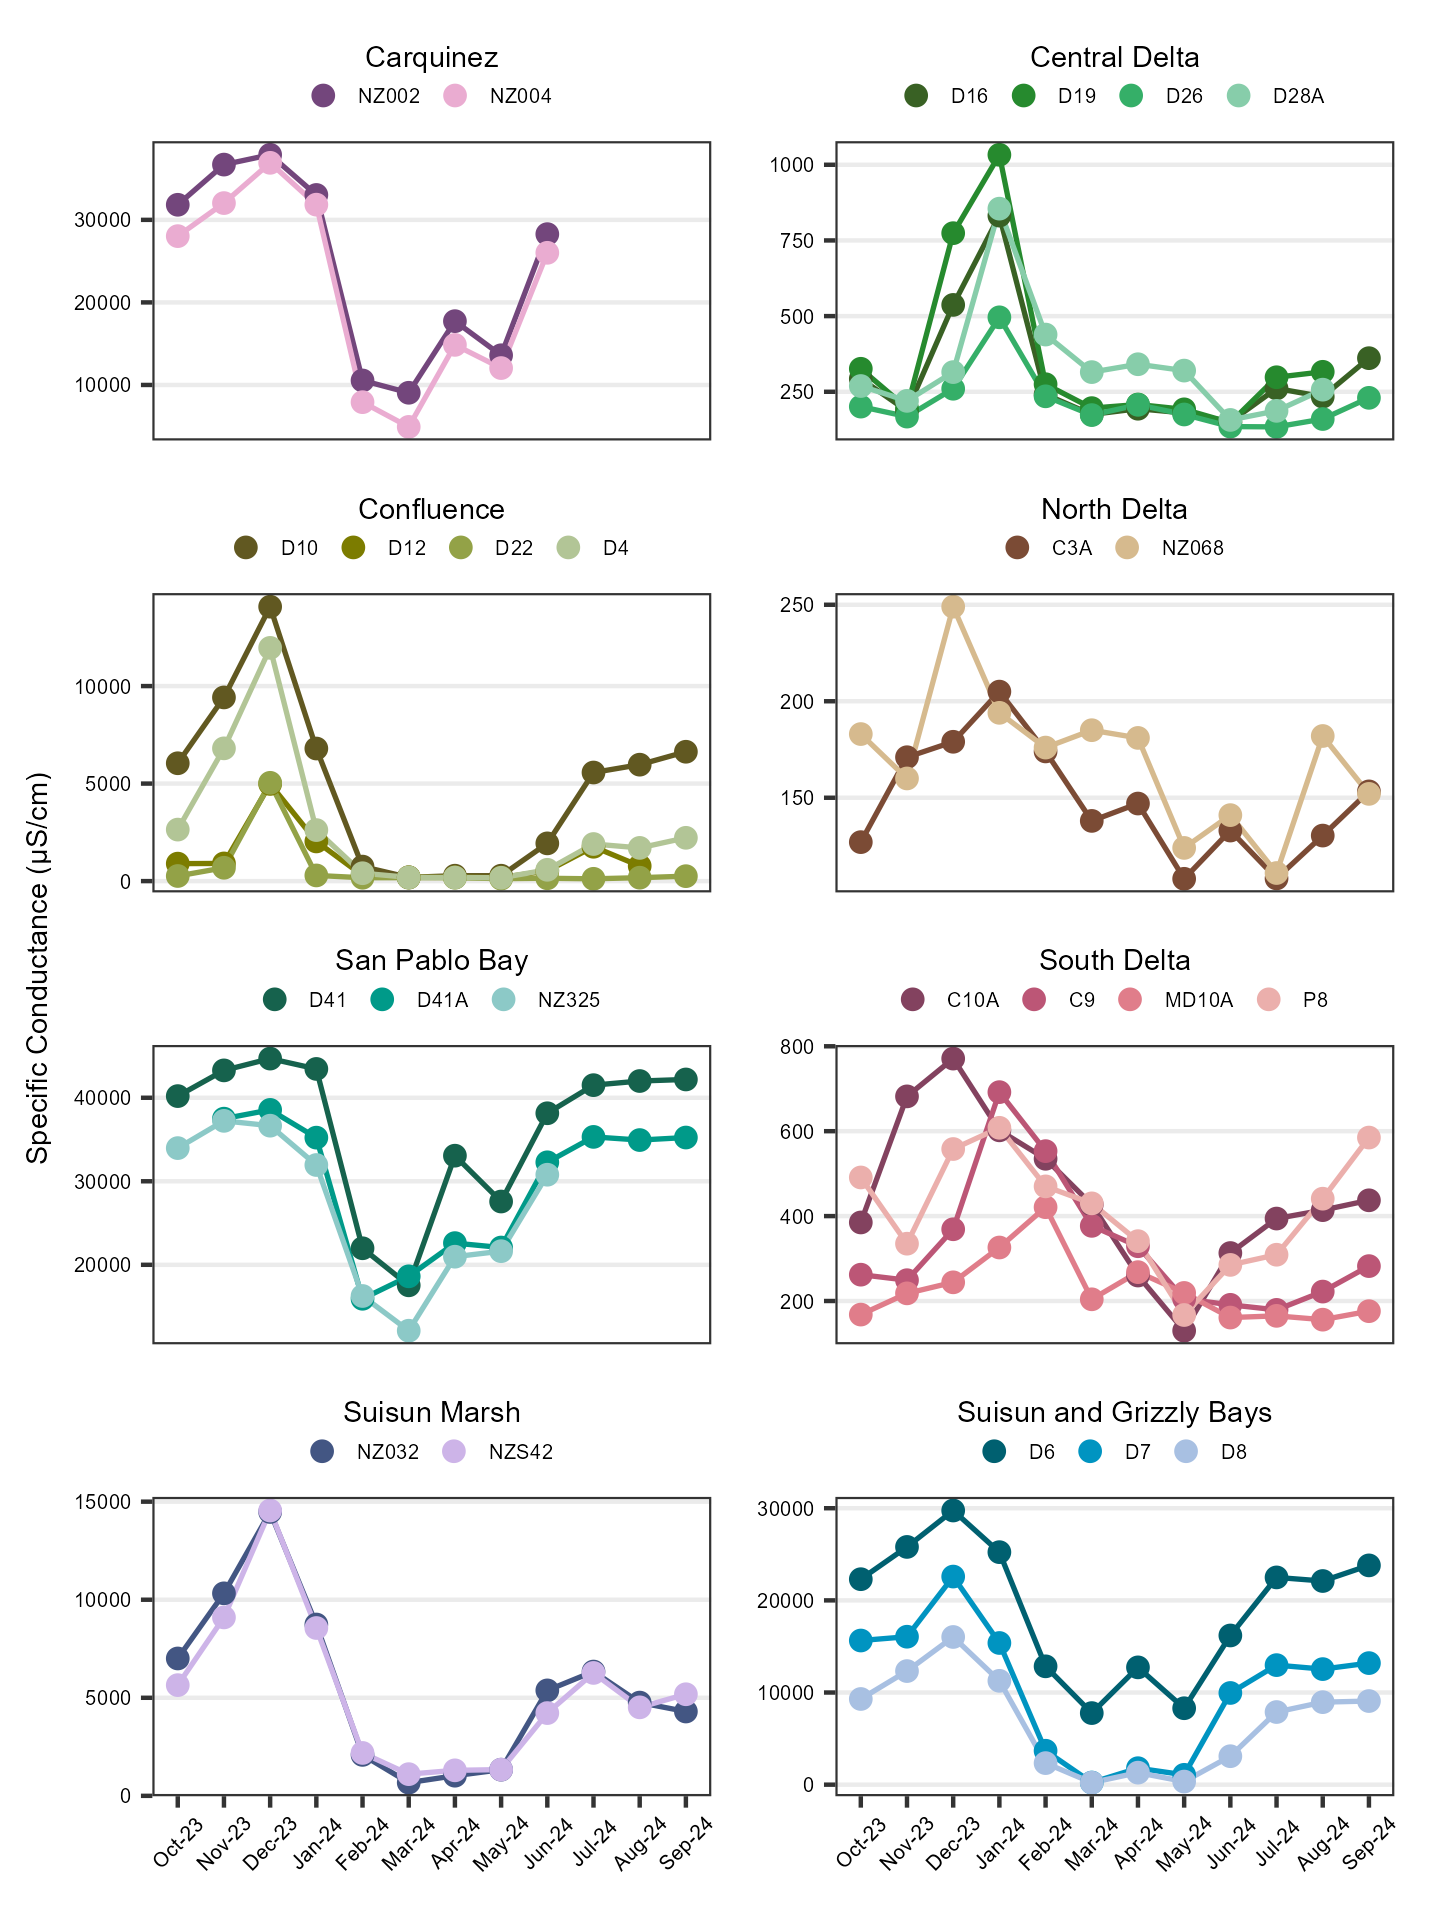 Carquinez
NZ002 NZ004
30000
20000
10000
Central Delta
D16 D19 D26 D28A
1000
750
500
250
Confluence
D10 D12 D22 D4
10000
5000
0
North Delta
C3A NZ068
250
200
150
Specific Conductance (µS/cm)
San Pablo Bay
D41 D41A NZ325
40000
30000
20000
South Delta
C10A C9 MD10A P8
800
600
400
200
Suisun Marsh
NZ032 NZS42
15000
10000
5000
0
Oct-23 Nov-23 Dec-23 Jan-24 Feb-24 Mar-24 Apr-24 May-24 Jun-24 Jul-24 Aug-24 Sep-24
Suisun and Grizzly Bays
D6 D7 D8
30000
20000
10000
0
Oct-23 Nov-23 Dec-23 Jan-24 Feb-24 Mar-24 Apr-24 May-24 Jun-24 Jul-24 Aug-24 Sep-24